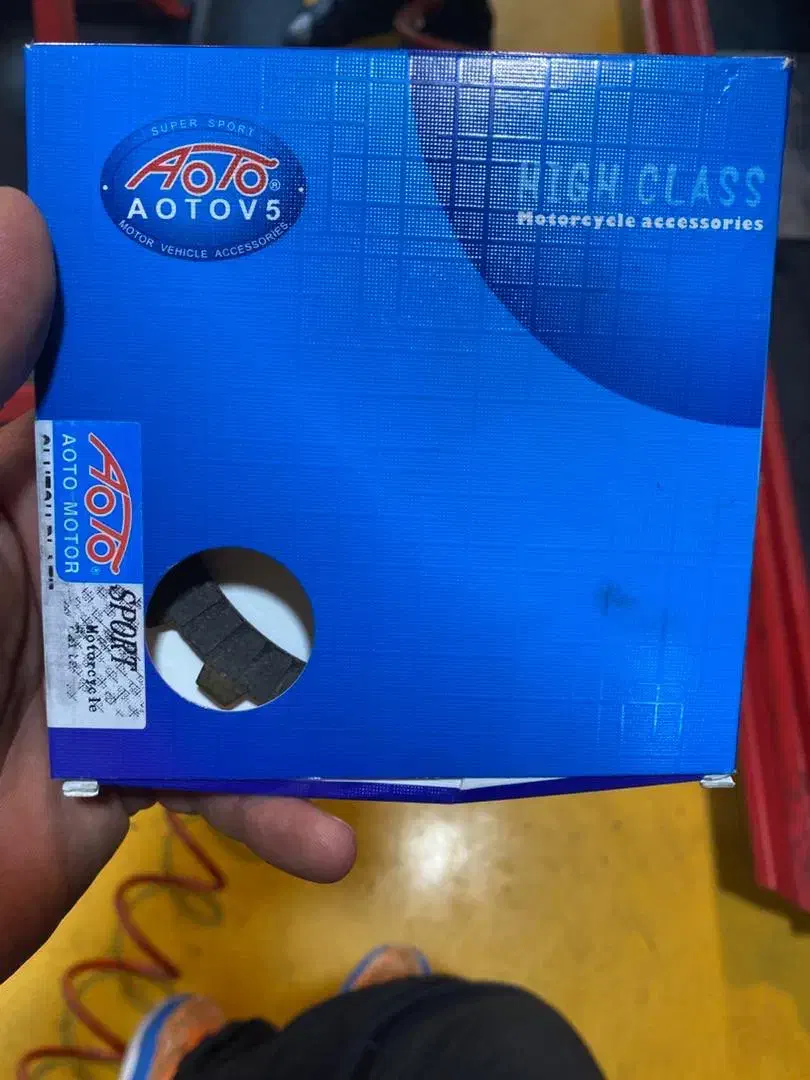 SUPER SPORT
AOTO®
AOTOV5
MOTOR VEHICLE ACCESSORIES
HIGH CLASS
Motorcycle accessories
AOTO®
AOTO-MOTOR
SPORT
Motorcycle